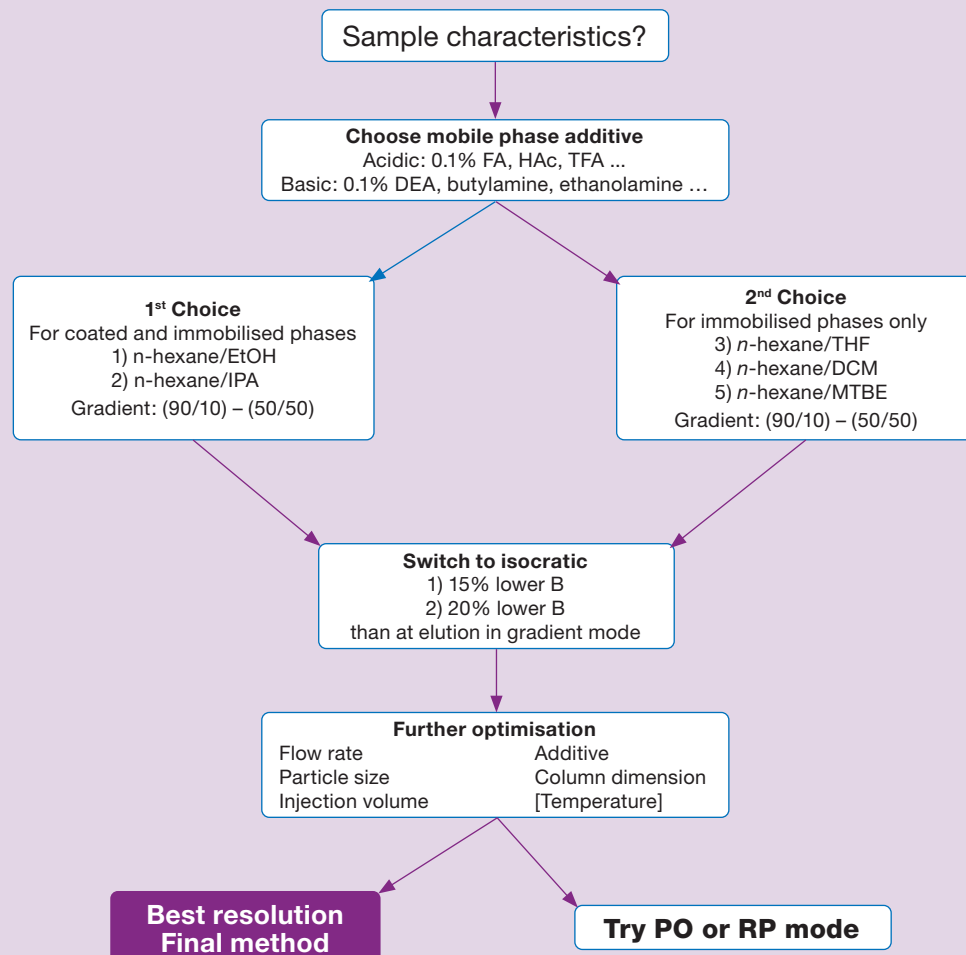 Sample characteristics?
Choose mobile phase additive
Acidic: 0.1% FA, HAc, TFA ...
Basic: 0.1% DEA, butylamine, ethanolamine …
1st Choice
For coated and immobilised phases
1) n-hexane/EtOH
2) n-hexane/IPA
Gradient: (90/10) – (50/50)
2nd Choice
For immobilised phases only
3) n-hexane/THF
4) n-hexane/DCM
5) n-hexane/MTBE
Gradient: (90/10) – (50/50)
Switch to isocratic
1) 15% lower B
2) 20% lower B
than at elution in gradient mode
Further optimisation
Flow rate
Particle size
Injection volume
Additive
Column dimension
[Temperature]
Best resolution
Final method
Try PO or RP mode